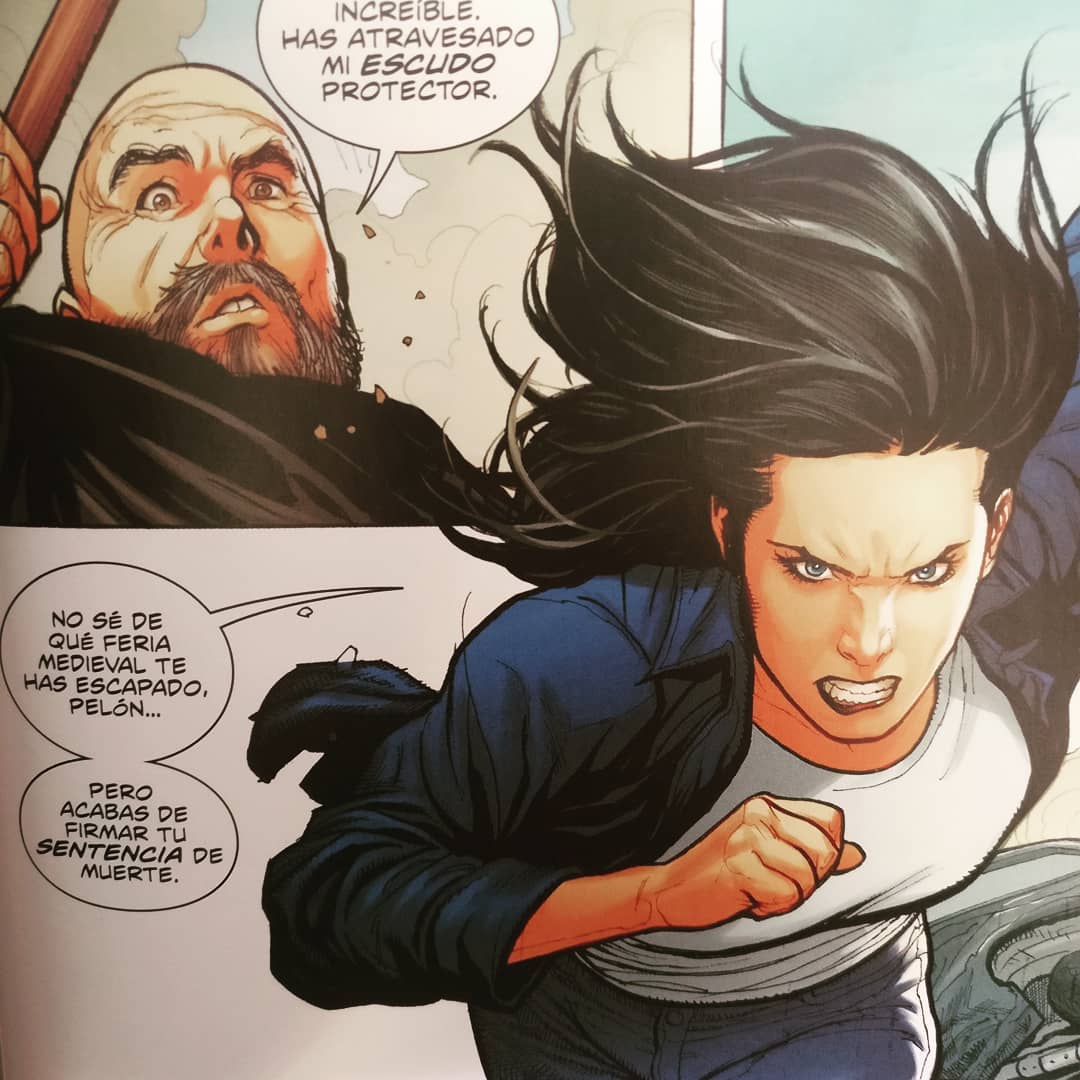 INCREÍBLE.
HAS ATRAVESADO
MI ESCUDO
PROTECTOR.
NO SÉ DE
QUÉ FERIA
MEDIEVAL TE
HAS ESCAPADO,
PELÓN...
PERO
ACABAS DE
FIRMAR TU
SENTENCIA DE
MUERTE.